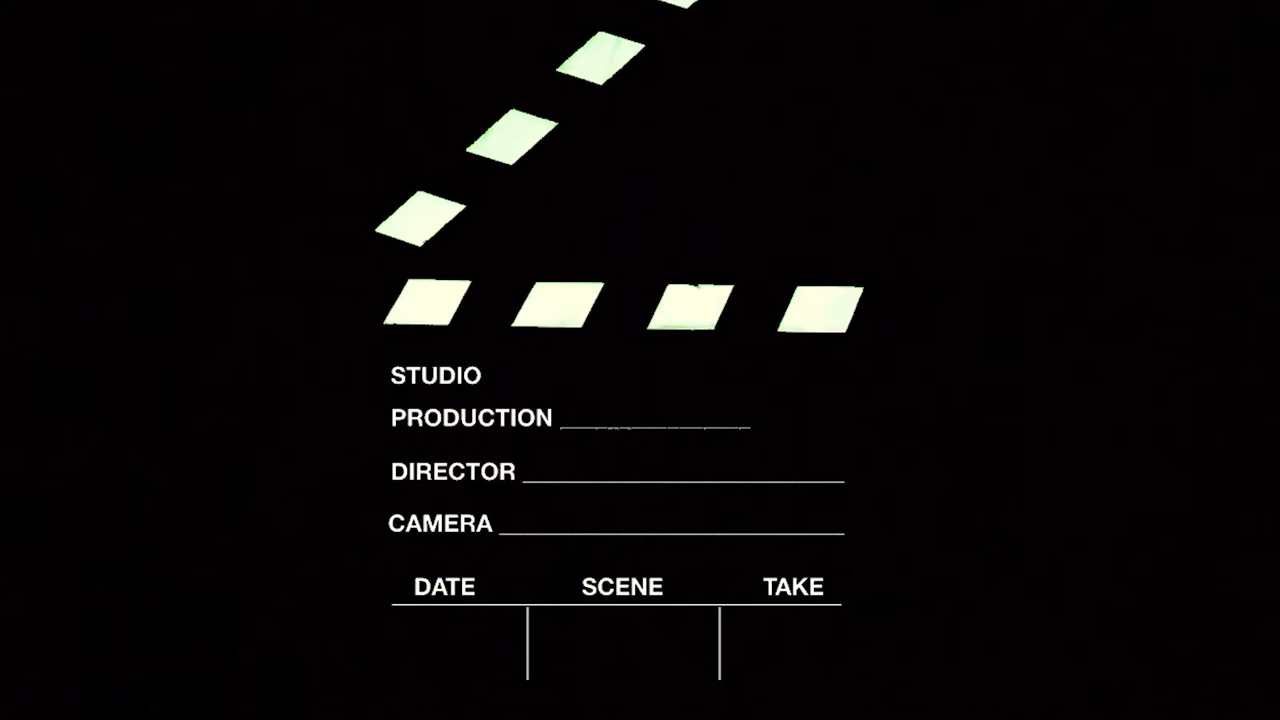 STUDIO
PRODUCTION
DIRECTOR
CAMERA
DATE SCENE TAKE